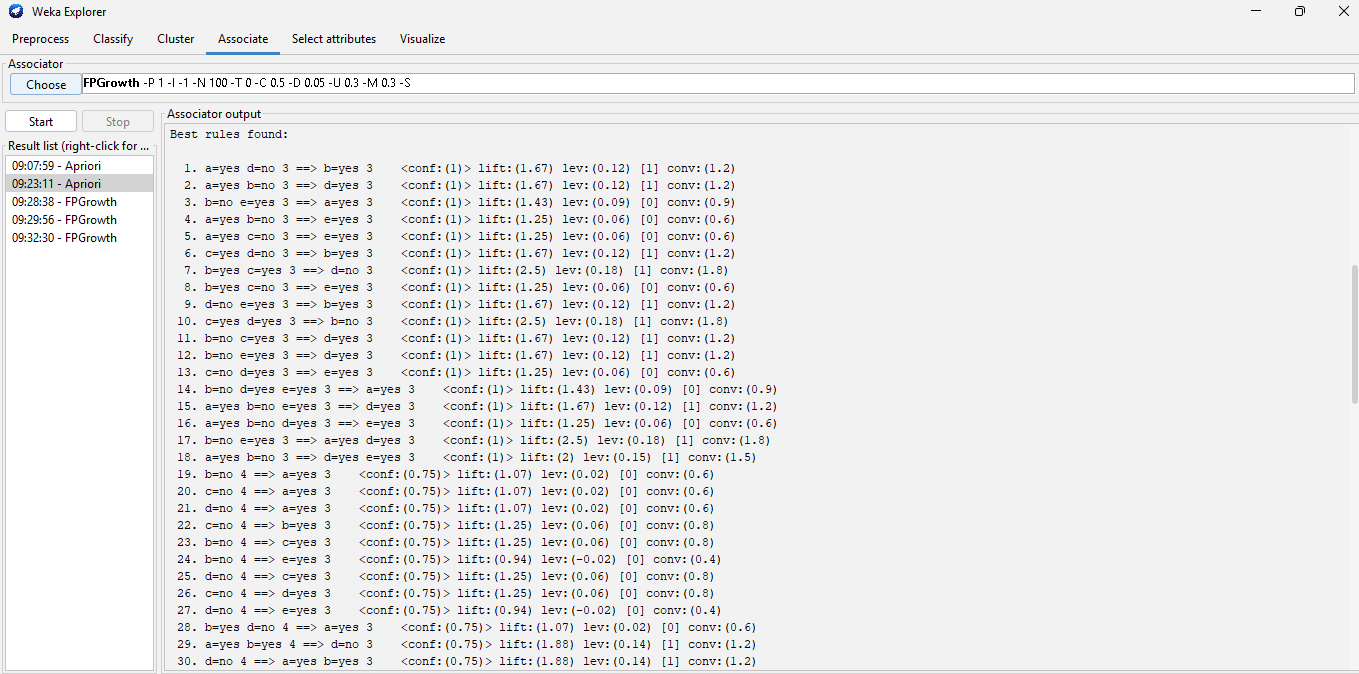 Weka Explorer
Preprocess Classify Cluster Associate Select attributes Visualize
Associator
Choose FPGrowth -P 1 -I -1 -N 100 -T 0 -C 0.5 -D 0.05 -U 0.3 -M 0.3 -S
Start Stop
Result list (right-click for ...
09:07:59 - Apriori
09:23:11 - Apriori
09:28:38 - FPGrowth
09:29:56 - FPGrowth
09:32:30 - FPGrowth
Associator output
Best rules found:
1. a=yes d=no 3 ==> b=yes 3 <conf:(1)> lift:(1.67) lev:(0.12) [1] conv:(1.2)
2. a=yes b=no 3 ==> d=yes 3 <conf:(1)> lift:(1.67) lev:(0.12) [1] conv:(1.2)
3. b=no e=yes 3 ==> a=yes 3 <conf:(1)> lift:(1.43) lev:(0.09) [0] conv:(0.9)
4. a=yes b=no 3 ==> e=yes 3 <conf:(1)> lift:(1.25) lev:(0.06) [0] conv:(0.6)
5. a=yes c=no 3 ==> e=yes 3 <conf:(1)> lift:(1.25) lev:(0.06) [0] conv:(0.6)
6. c=yes d=no 3 ==> b=yes 3 <conf:(1)> lift:(1.67) lev:(0.12) [1] conv:(1.2)
7. b=yes c=yes 3 ==> d=no 3 <conf:(1)> lift:(2.5) lev:(0.18) [1] conv:(1.8)
8. b=yes c=no 3 ==> e=yes 3 <conf:(1)> lift:(1.25) lev:(0.06) [0] conv:(0.6)
9. d=no e=yes 3 ==> b=yes 3 <conf:(1)> lift:(1.67) lev:(0.12) [1] conv:(1.2)
10. c=yes d=yes 3 ==> b=no 3 <conf:(1)> lift:(2.5) lev:(0.18) [1] conv:(1.8)
11. b=no c=yes 3 ==> d=yes 3 <conf:(1)> lift:(1.67) lev:(0.12) [1] conv:(1.2)
12. b=no e=yes 3 ==> d=yes 3 <conf:(1)> lift:(1.67) lev:(0.12) [1] conv:(1.2)
13. c=no d=yes 3 ==> e=yes 3 <conf:(1)> lift:(1.25) lev:(0.06) [0] conv:(0.6)
14. b=no d=yes e=yes 3 ==> a=yes 3 <conf:(1)> lift:(1.43) lev:(0.09) [0] conv:(0.9)
15. a=yes b=no e=yes 3 ==> d=yes 3 <conf:(1)> lift:(1.67) lev:(0.12) [1] conv:(1.2)
16. a=yes b=no d=yes 3 ==> e=yes 3 <conf:(1)> lift:(1.25) lev:(0.06) [0] conv:(0.6)
17. b=no e=yes 3 ==> a=yes d=yes 3 <conf:(1)> lift:(2.5) lev:(0.18) [1] conv:(1.8)
18. a=yes b=no 3 ==> d=yes e=yes 3 <conf:(1)> lift:(2) lev:(0.15) [1] conv:(1.5)
19. b=no 4 ==> a=yes 3 <conf:(0.75)> lift:(1.07) lev:(0.02) [0] conv:(0.6)
20. c=no 4 ==> a=yes 3 <conf:(0.75)> lift:(1.07) lev:(0.02) [0] conv:(0.6)
21. d=no 4 ==> a=yes 3 <conf:(0.75)> lift:(1.07) lev:(0.02) [0] conv:(0.6)
22. c=no 4 ==> b=yes 3 <conf:(0.75)> lift:(1.25) lev:(0.06) [0] conv:(0.8)
23. b=no 4 ==> c=yes 3 <conf:(0.75)> lift:(1.25) lev:(0.06) [0] conv:(0.8)
24. b=no 4 ==> e=yes 3 <conf:(0.75)> lift:(0.94) lev:(-0.02) [0] conv:(0.4)
25. d=no 4 ==> c=yes 3 <conf:(0.75)> lift:(1.25) lev:(0.06) [0] conv:(0.8)
26. c=no 4 ==> d=yes 3 <conf:(0.75)> lift:(1.25) lev:(0.06) [0] conv:(0.8)
27. d=no 4 ==> e=yes 3 <conf:(0.75)> lift:(0.94) lev:(-0.02) [0] conv:(0.4)
28. b=yes d=no 4 ==> a=yes 3 <conf:(0.75)> lift:(1.07) lev:(0.02) [0] conv:(0.6)
29. a=yes b=yes 4 ==> d=no 3 <conf:(0.75)> lift:(1.88) lev:(0.14) [1] conv:(1.2)
30. d=no 4 ==> a=yes b=yes 3 <conf:(0.75)> lift:(1.88) lev:(0.14) [1] conv:(1.2)